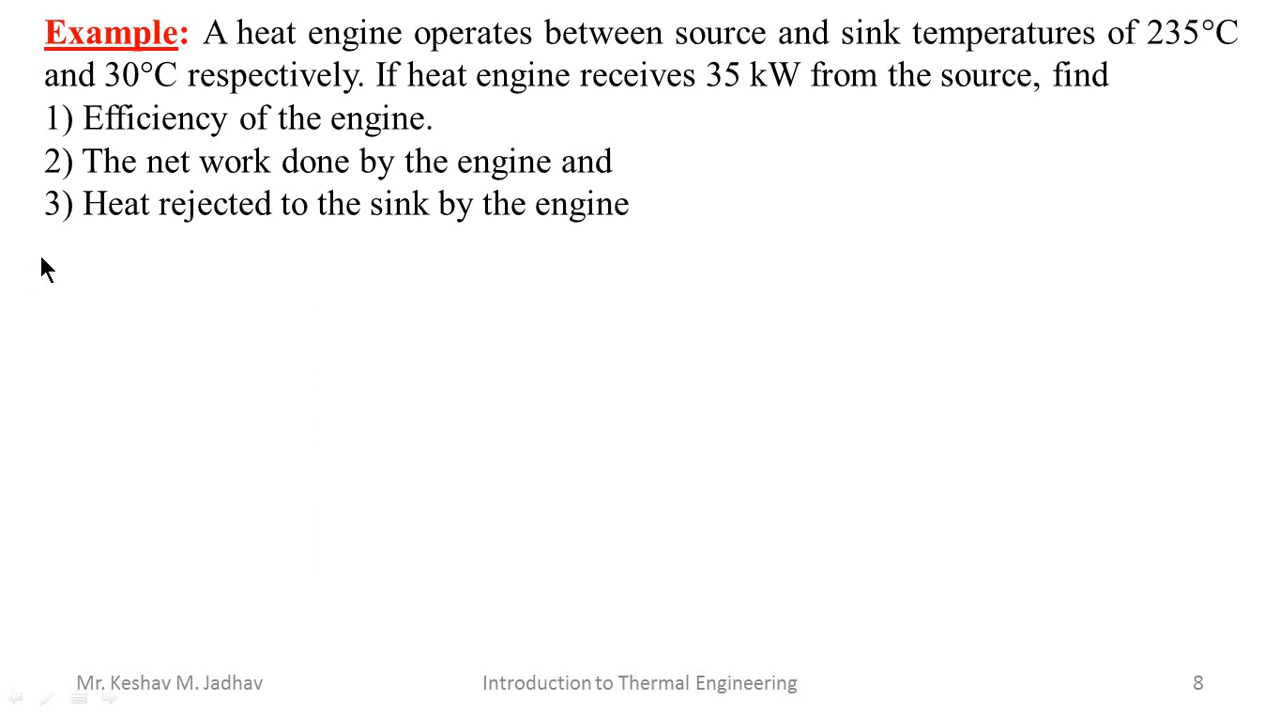 Example: A heat engine operates between source and sink temperatures of 235°C
and 30°C respectively. If heat engine receives 35 kW from the source, find
1) Efficiency of the engine.
2) The net work done by the engine and
3) Heat rejected to the sink by the engine
Mr. Keshav M. Jadhav
Introduction to Thermal Engineering
8